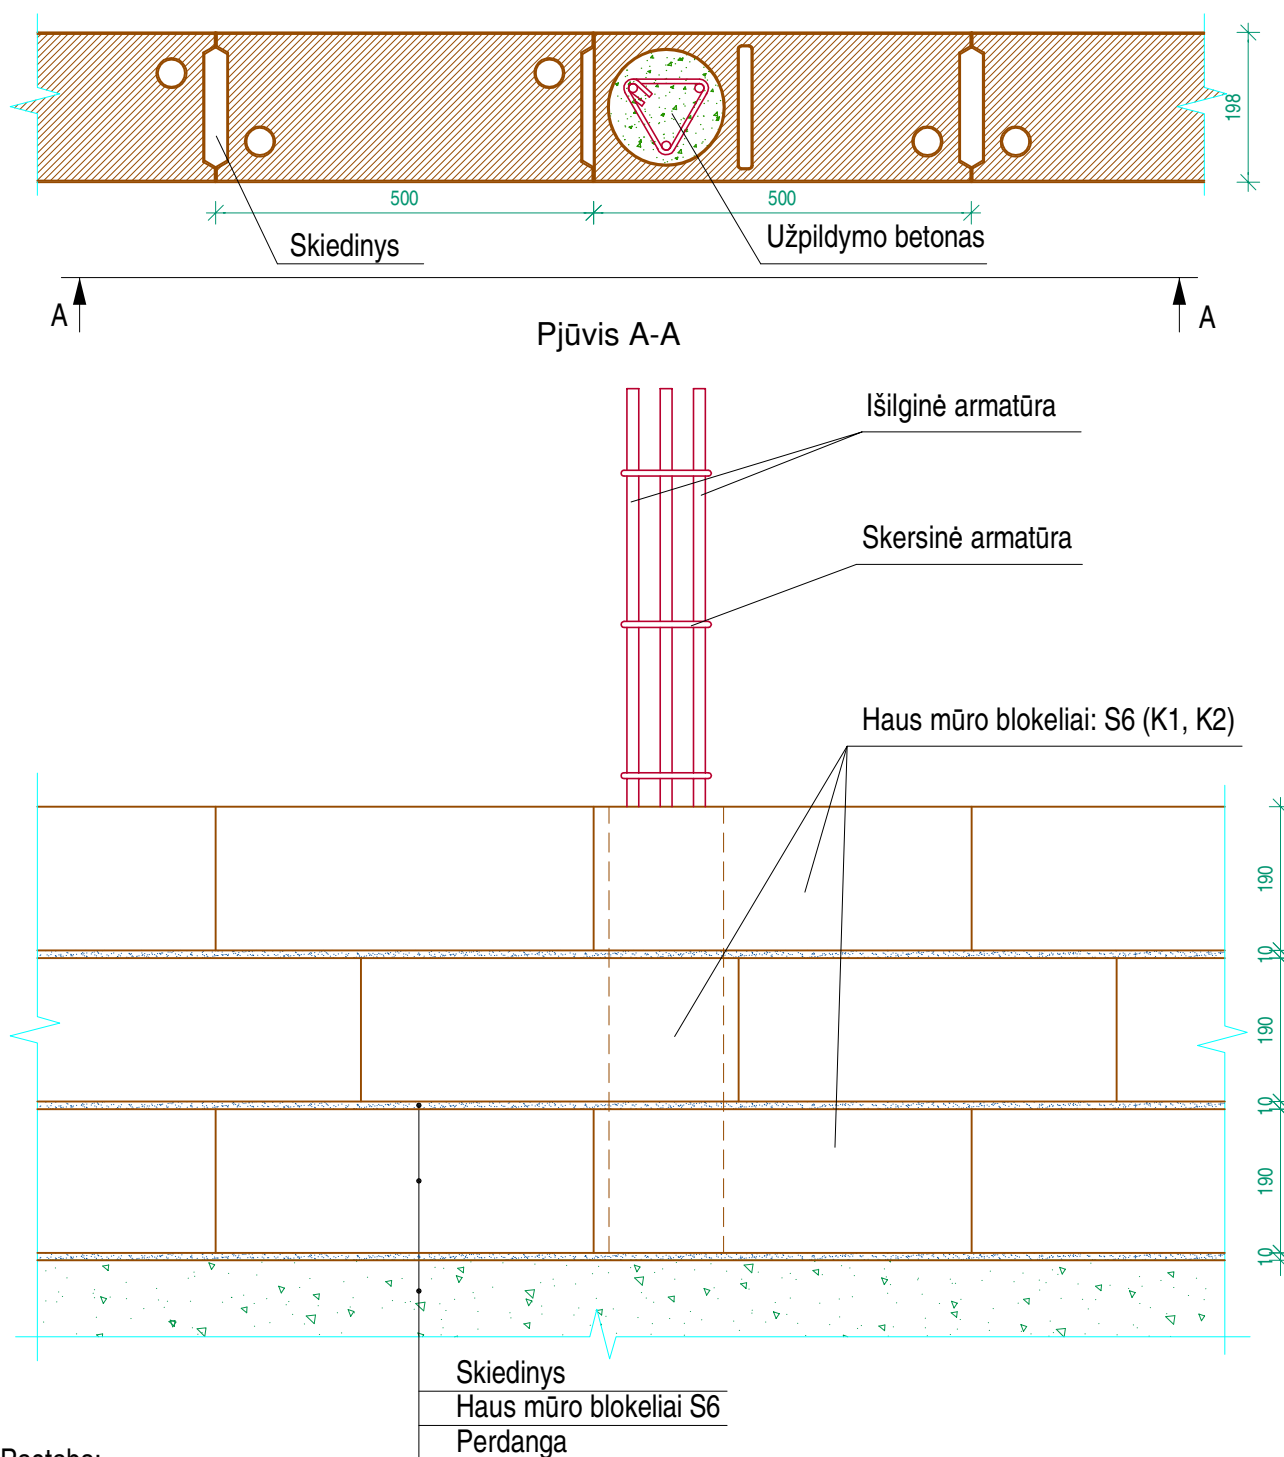 198
500
500
Skiedinys
Užpildymo betonas
A
A
Pjūvis A-A
Išilginė armatūra
Skersinė armatūra
Haus mūro blokeliai: S6 (K1, K2)
190
10
190
10
190
10
Skiedinys
Haus mūro blokeliai S6
Perdanga